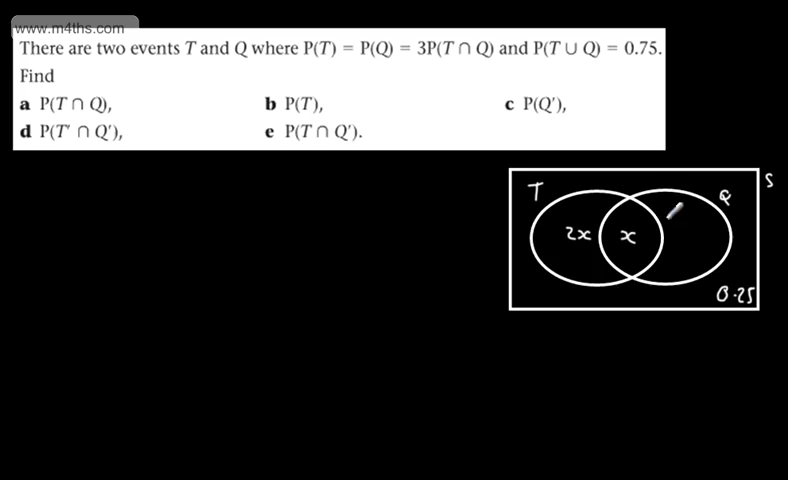 www.m4ths.com
There are two events T and Q where P(T) = P(Q) = 3P(T ∩ Q) and P(T ∪ Q) = 0.75.
Find
a P(T ∩ Q), b P(T), c P(Q′),
d P(T′ ∩ Q′), e P(T ∩ Q′).
T Q S
2x x
0.25